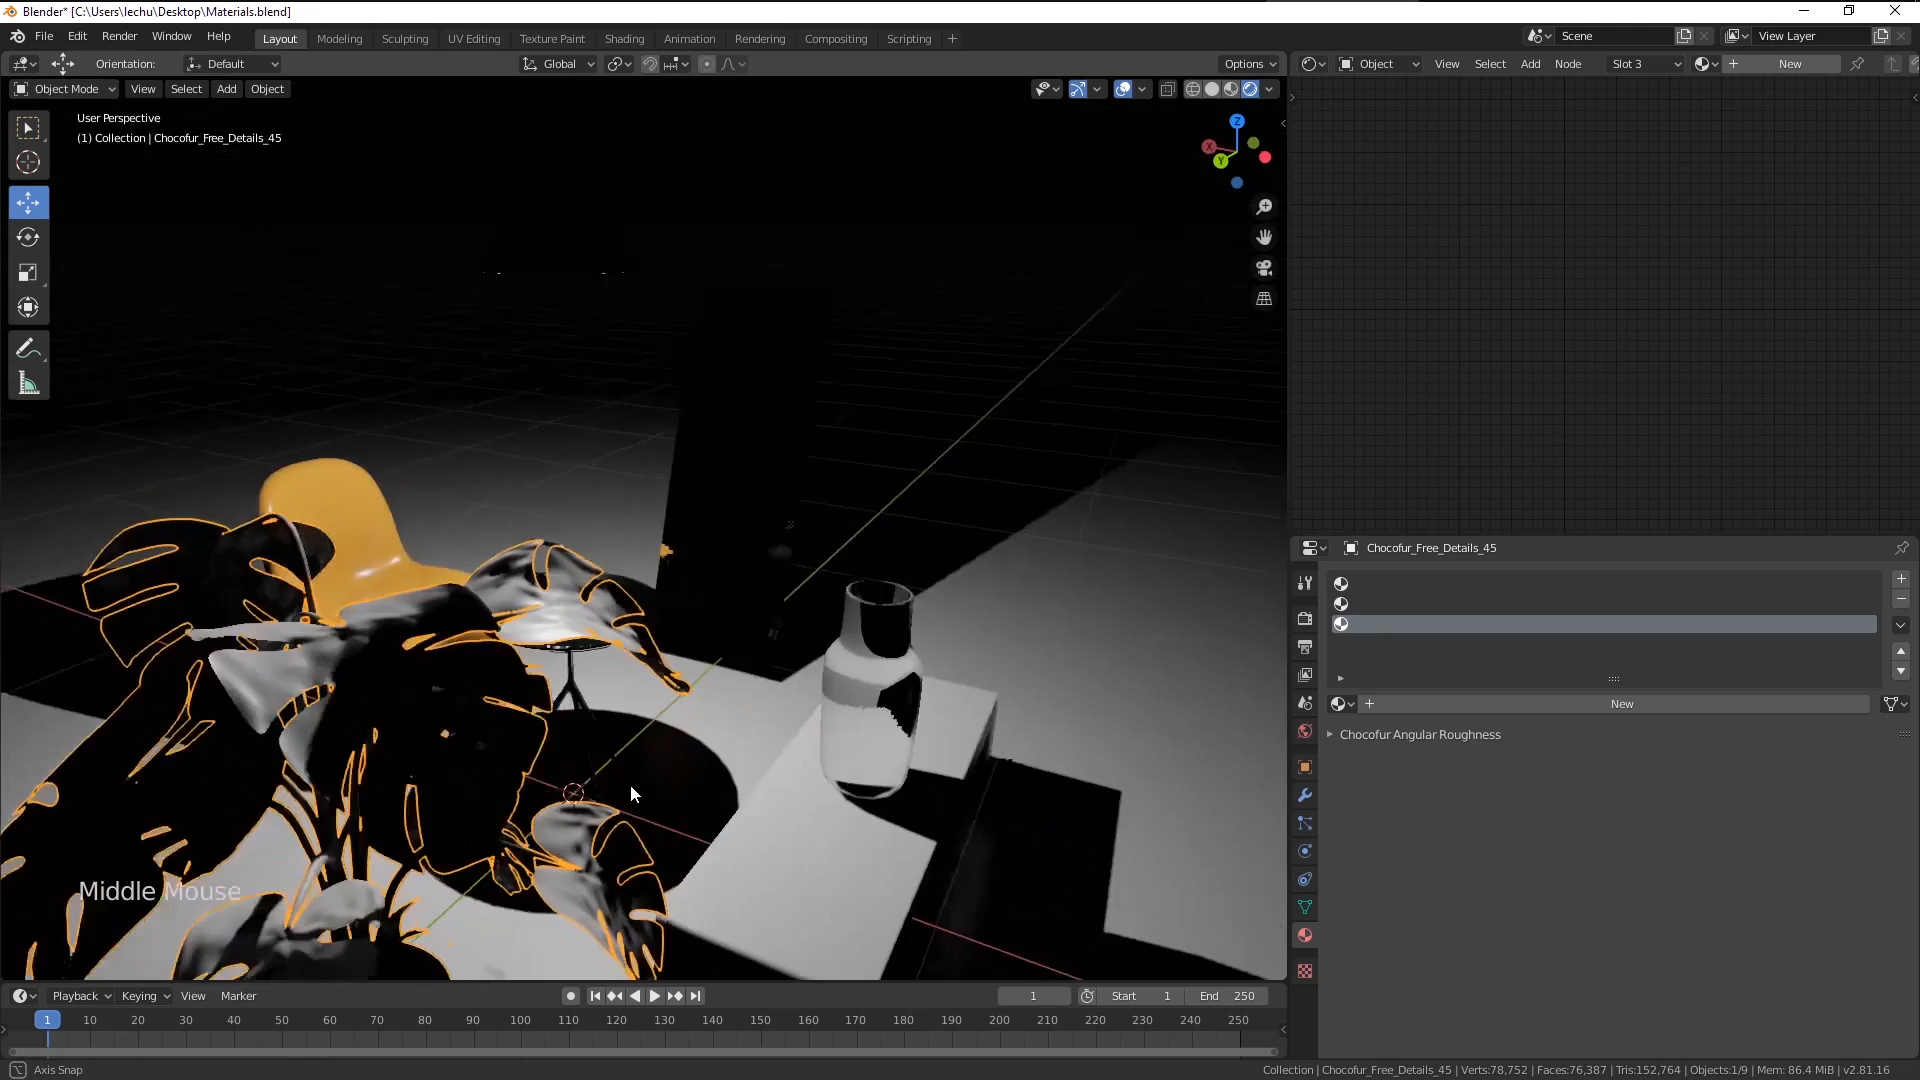 Blender* [C:\Users\lechu\Desktop\Materials.blend]
File Edit Render Window Help
Layout Modeling Sculpting UV Editing Texture Paint Shading Animation Rendering Compositing Scripting
Scene
View Layer
Orientation: Default
Global
Options
Object View Select Add Node Slot 3 New
Object Mode View Select Add Object
User Perspective
(1) Collection | Chocofur_Free_Details_45
Z
X
Y
Middle Mouse
Chocofur_Free_Details_45
New
Chocofur Angular Roughness
Playback Keying View Marker
1
Start 1
End 250
1 10 20 30 40 50 60 70 80 90 100 110 120 130 140 150 160 170 180 190 200 210 220 230 240 250
Axis Snap
Collection | Chocofur_Free_Details_45 | Verts:78,752 | Faces:76,387 | Tris:152,764 | Objects:1/9 | Mem: 86.4 MiB | v2.81.16